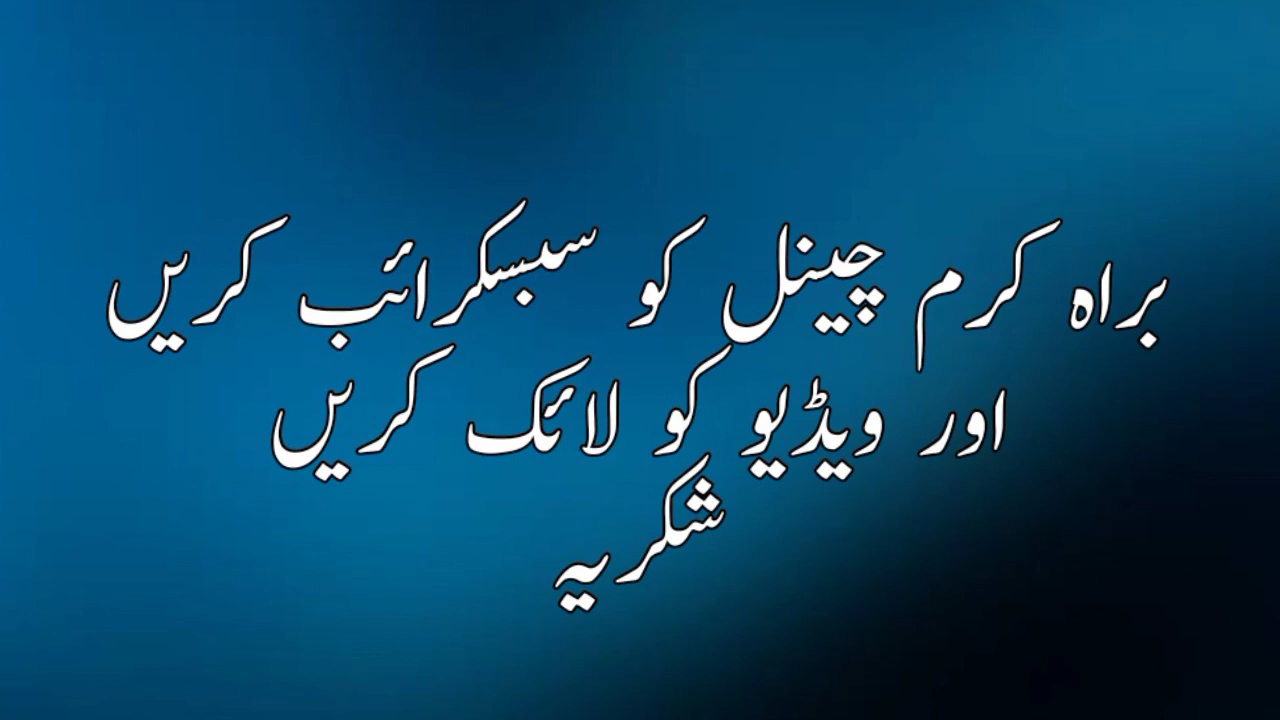 براہ کرم چینل کو سبسکرائب کریں
اور ویڈیو کو لائک کریں
شکریہ